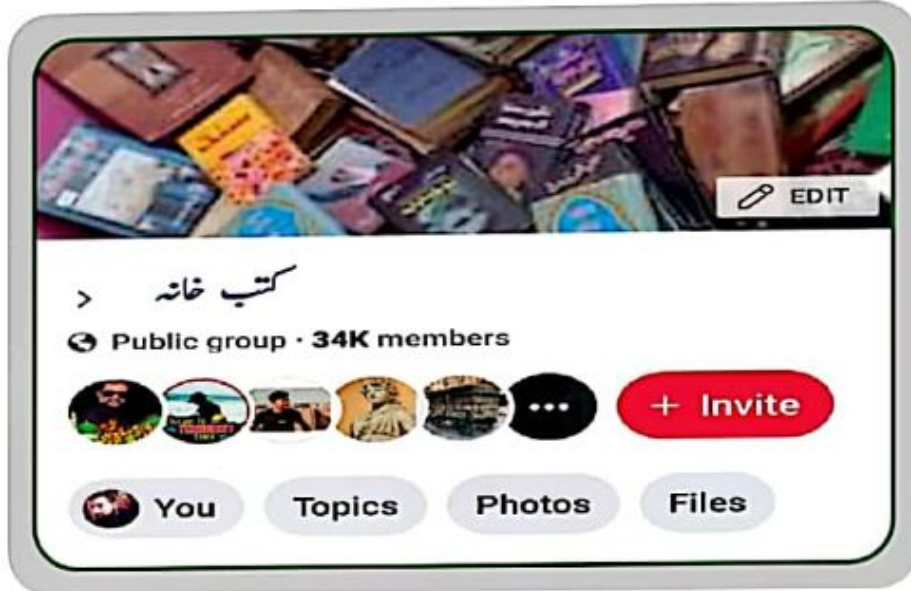 EDIT
کتب خانہ >
Public group · 34K members
+ Invite
You
Topics
Photos
Files